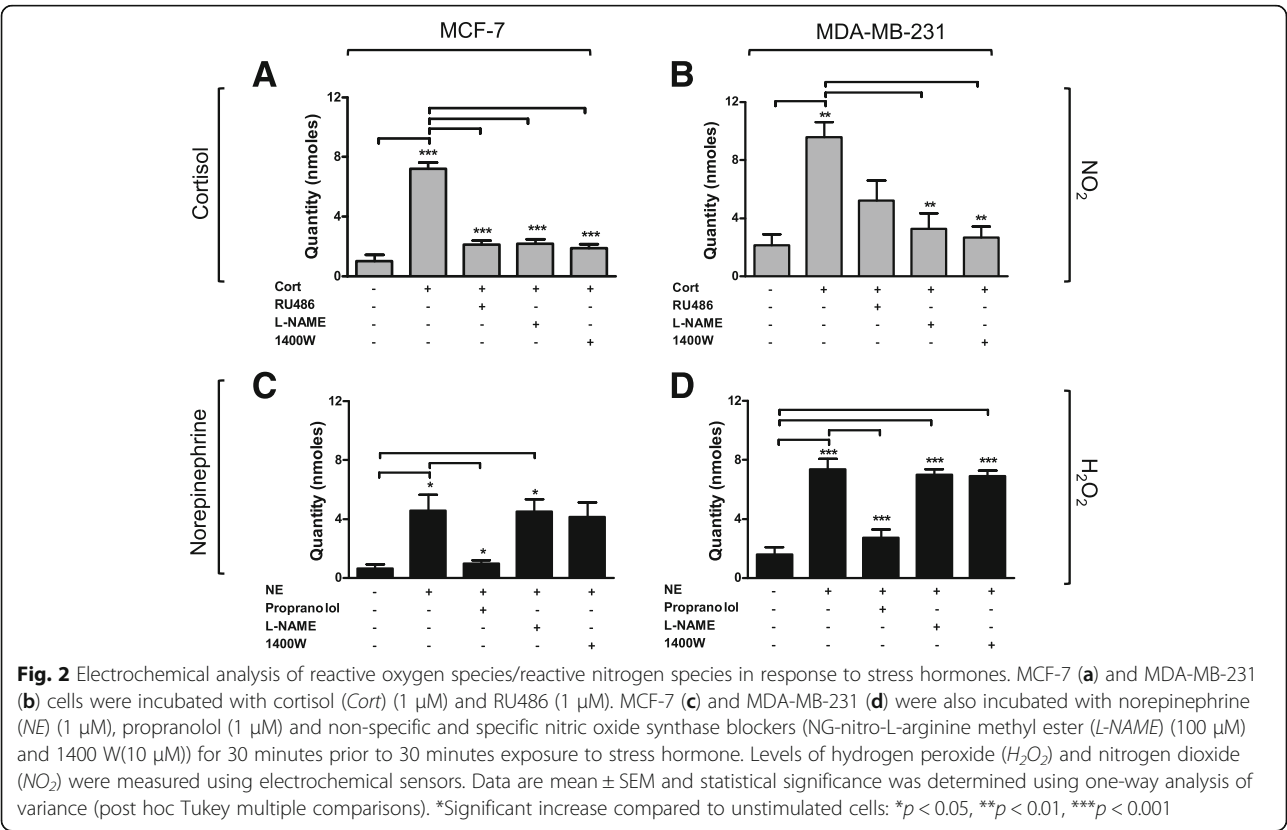 MCF-7
MDA-MB-231
A
B
Cortisol
NO₂
Quantity (nmoles)
12
8
4
0
***
***
***
***
Cort - + + + +
RU486 - - + - -
L-NAME - - - + -
1400W - - - - +
Quantity (nmoles)
12
8
4
0
**
**
**
Cort - + + + +
RU486 - - + - -
L-NAME - - - + -
1400W - - - - +
C
D
Norepinephrine
H₂O₂
Quantity (nmoles)
12
8
4
0
*
*
*
NE - + + + +
Propranolol - - + - -
L-NAME - - - + -
1400W - - - - +
Quantity (nmoles)
12
8
4
0
***
***
***
***
NE - + + + +
Propranolol - - + - -
L-NAME - - - + -
1400W - - - - +
Fig. 2 Electrochemical analysis of reactive oxygen species/reactive nitrogen species in response to stress hormones. MCF-7 (a) and MDA-MB-231
(b) cells were incubated with cortisol (Cort) (1 μM) and RU486 (1 μM). MCF-7 (c) and MDA-MB-231 (d) were also incubated with norepinephrine
(NE) (1 μM), propranolol (1 μM) and non-specific and specific nitric oxide synthase blockers (NG-nitro-L-arginine methyl ester (L-NAME) (100 μM)
and 1400 W(10 μM)) for 30 minutes prior to 30 minutes exposure to stress hormone. Levels of hydrogen peroxide (H₂O₂) and nitrogen dioxide
(NO₂) were measured using electrochemical sensors. Data are mean ± SEM and statistical significance was determined using one-way analysis of
variance (post hoc Tukey multiple comparisons). *Significant increase compared to unstimulated cells: *p < 0.05, **p < 0.01, ***p < 0.001